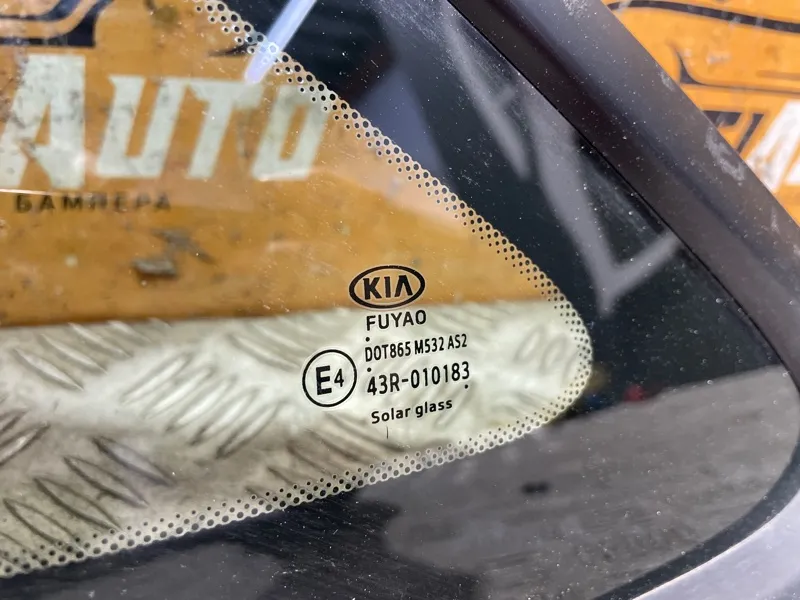 AUTO
БАМПЕРА
KIA
FUYAO
DOT865 M532 AS2
E4
43R-010183
Solar glass